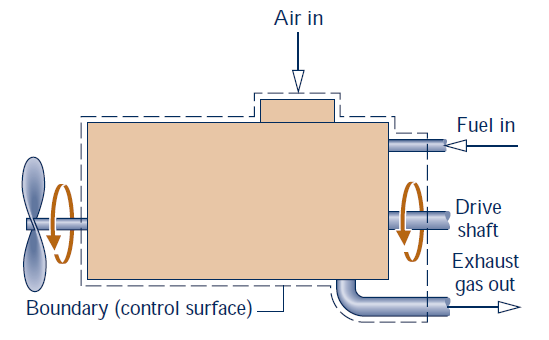 Air in
Fuel in
Drive
shaft
Exhaust
gas out
Boundary (control surface)